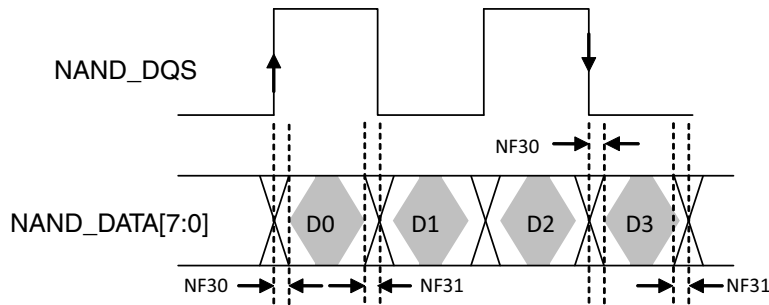 NAND_DQS
NF30
NAND_DATA[7:0] D0 D1 D2 D3
NF30 NF31 NF31